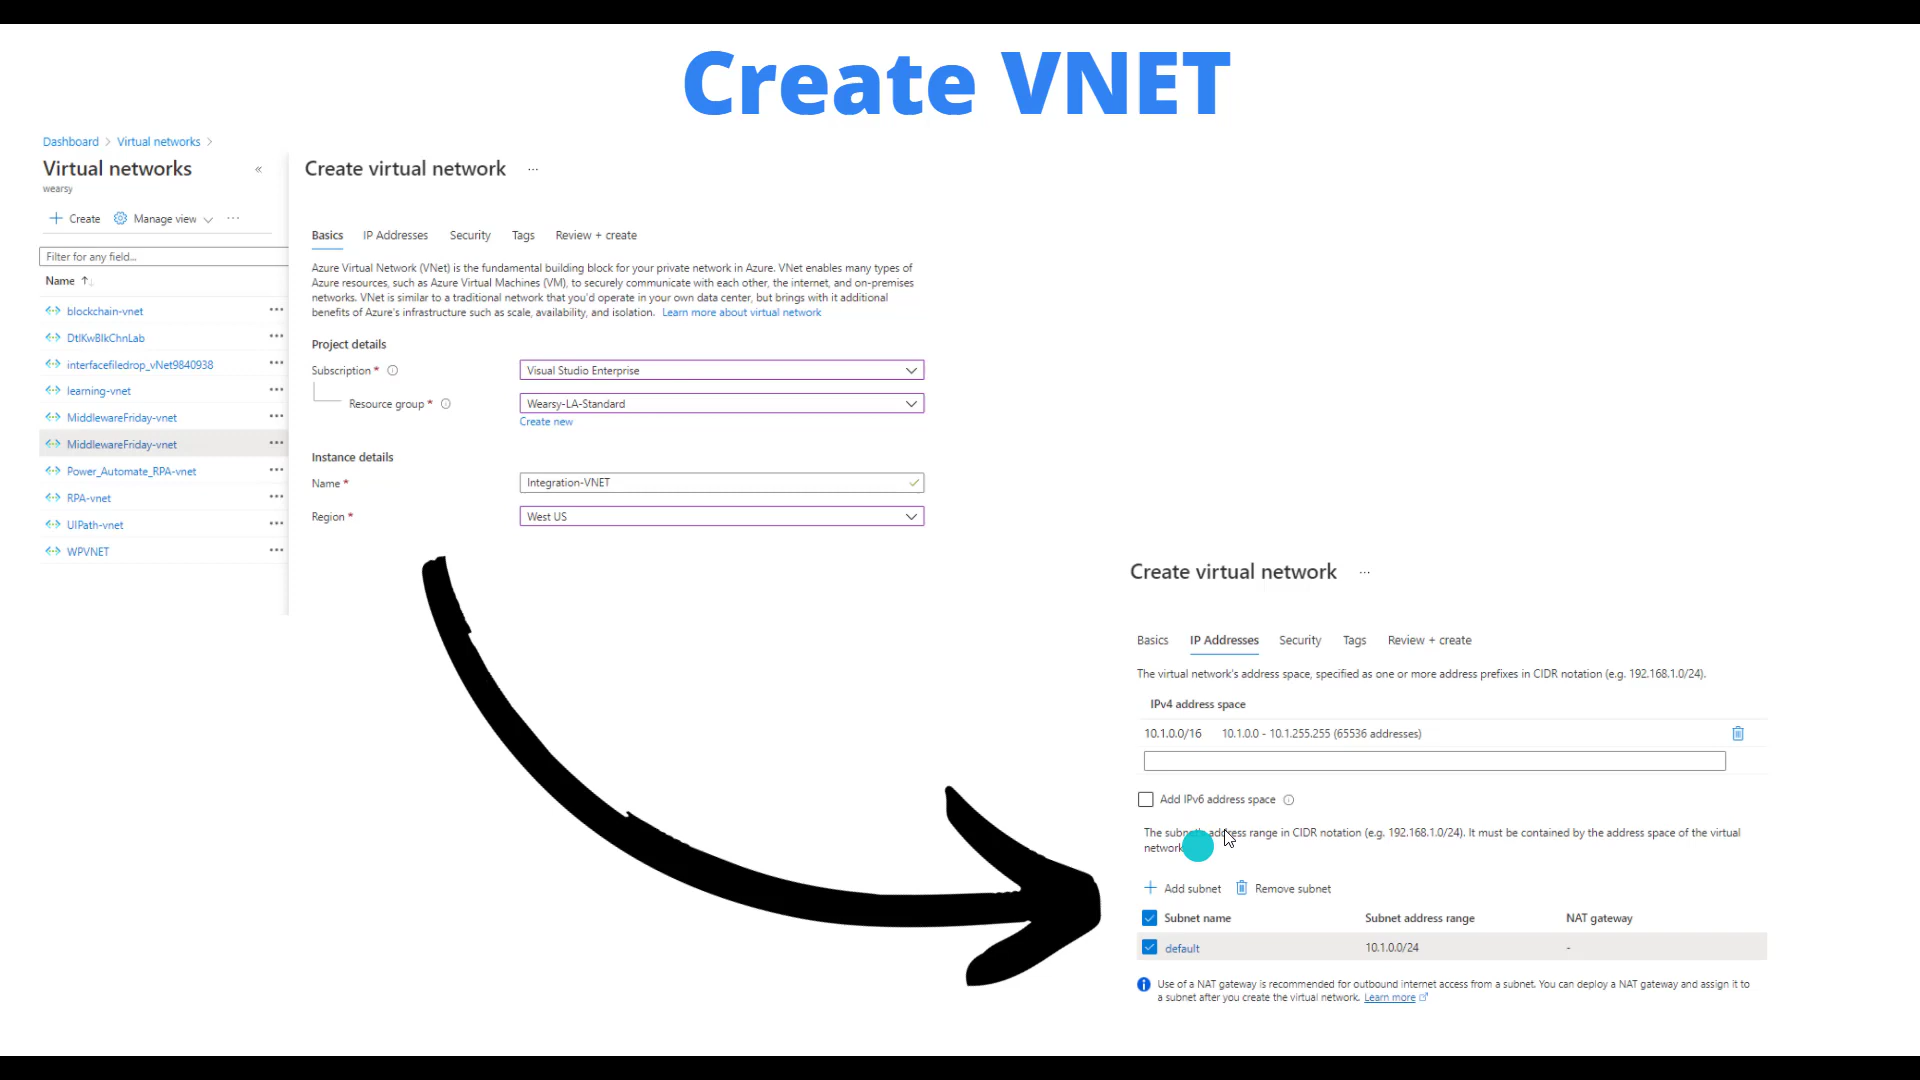 Create VNET
Dashboard > Virtual networks >
Virtual networks
wearsy
Create Manage view
Filter for any field...
Name
blockchain-vnet
DtlKwBlkChnLab
interfacefiledrop_vNet9840938
learning-vnet
MiddlewareFriday-vnet
MiddlewareFriday-vnet
Power_Automate_RPA-vnet
RPA-vnet
UIPath-vnet
WPVNET
Create virtual network ...
Basics IP Addresses Security Tags Review + create
Azure Virtual Network (VNet) is the fundamental building block for your private network in Azure. VNet enables many types of
Azure resources, such as Azure Virtual Machines (VM), to securely communicate with each other, the internet, and on-premises
networks. VNet is similar to a traditional network that you'd operate in your own data center, but brings with it additional
benefits of Azure's infrastructure such as scale, availability, and isolation. Learn more about virtual network
Project details
Subscription * Visual Studio Enterprise
Resource group * Wearsy-LA-Standard
Create new
Instance details
Name * Integration-VNET
Region * West US
Create virtual network ...
Basics IP Addresses Security Tags Review + create
The virtual network's address space, specified as one or more address prefixes in CIDR notation (e.g. 192.168.1.0/24).
IPv4 address space
10.1.0.0/16 10.1.0.0 - 10.1.255.255 (65536 addresses)
Add IPv6 address space
The subnet's address range in CIDR notation (e.g. 192.168.1.0/24). It must be contained by the address space of the virtual
network
+ Add subnet Remove subnet
Subnet name Subnet address range NAT gateway
default 10.1.0.0/24 -
Use of a NAT gateway is recommended for outbound internet access from a subnet. You can deploy a NAT gateway and assign it to
a subnet after you create the virtual network. Learn more